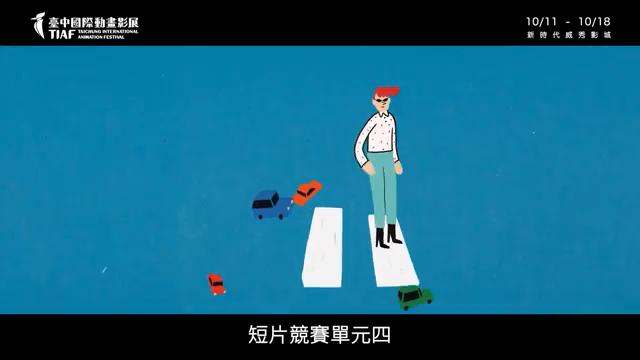 臺中國際動畫影展
TIAF TAICHUNG INTERNATIONAL
ANIMATION FESTIVAL
10/11 - 10/18
新時代威秀影城
短片競賽單元四